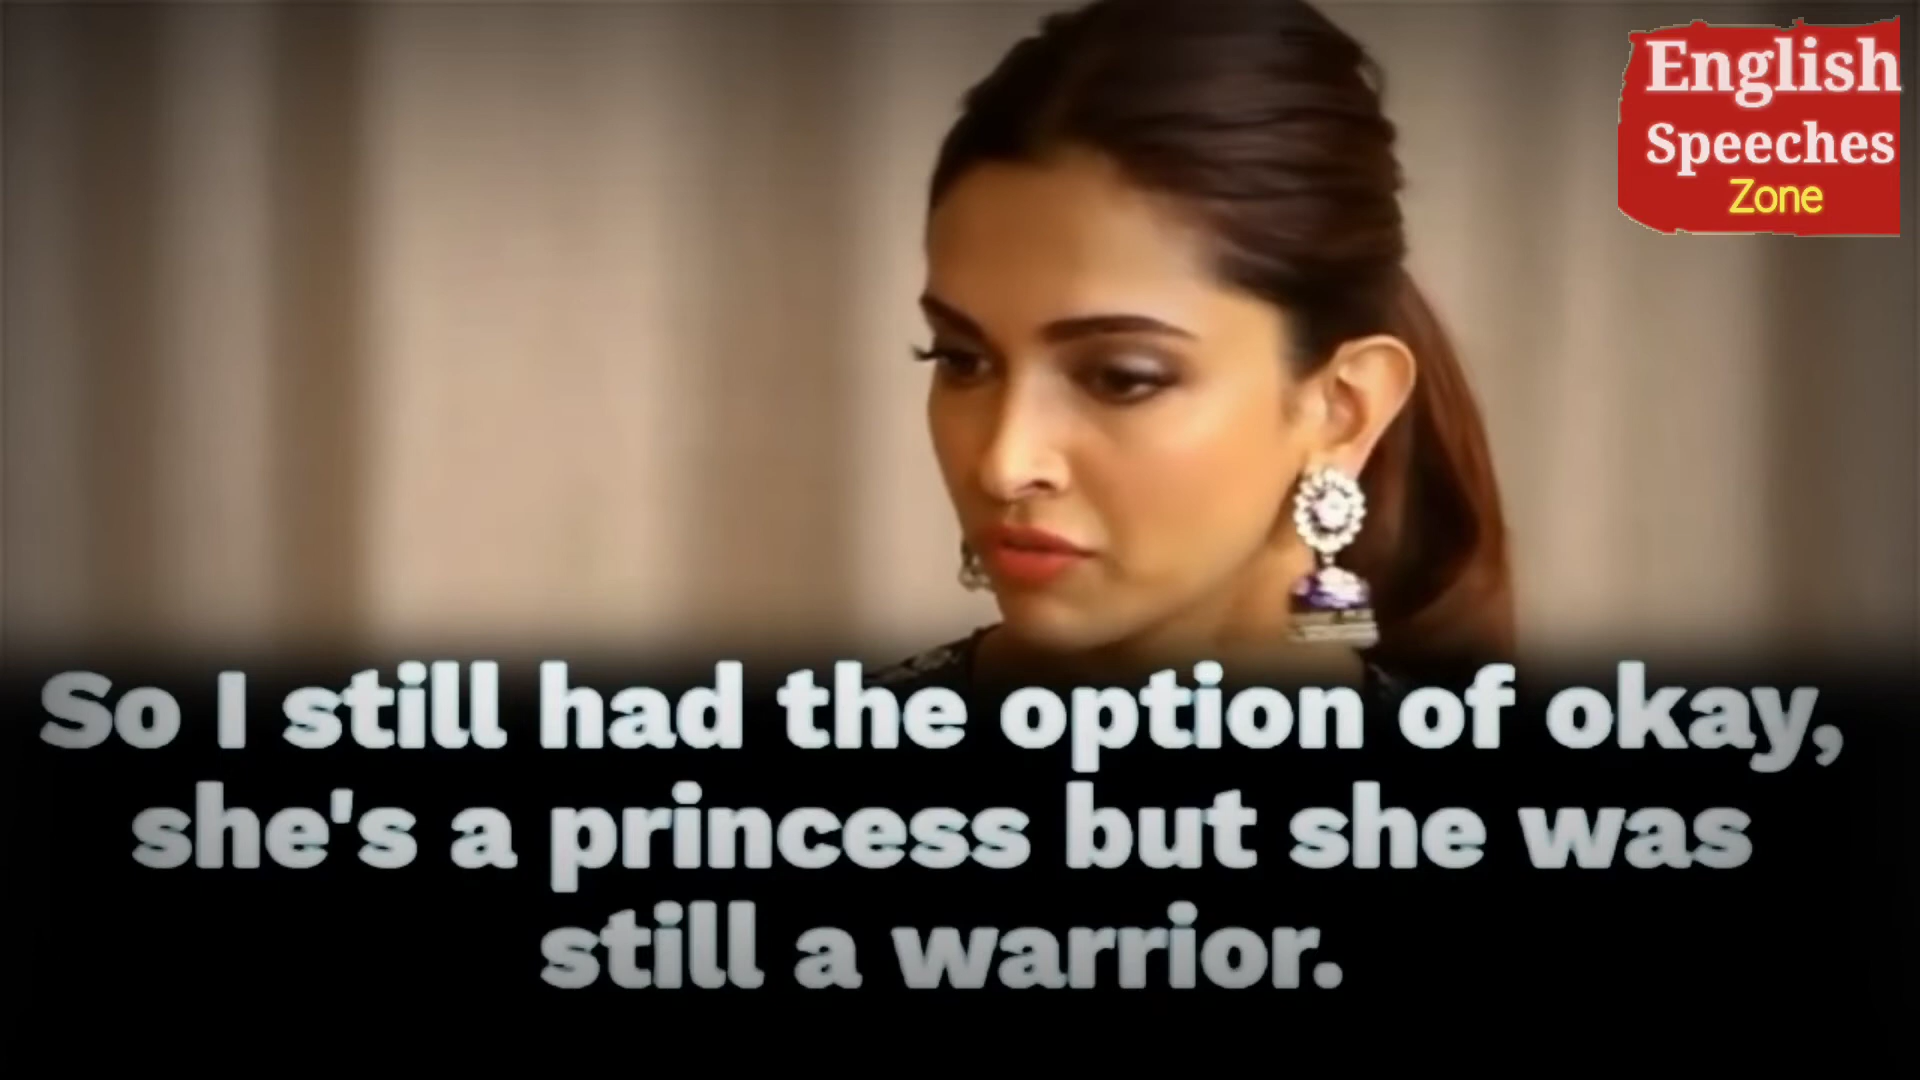 English
Speeches
Zone
So I still had the option of okay,
she's a princess but she was
still a warrior.